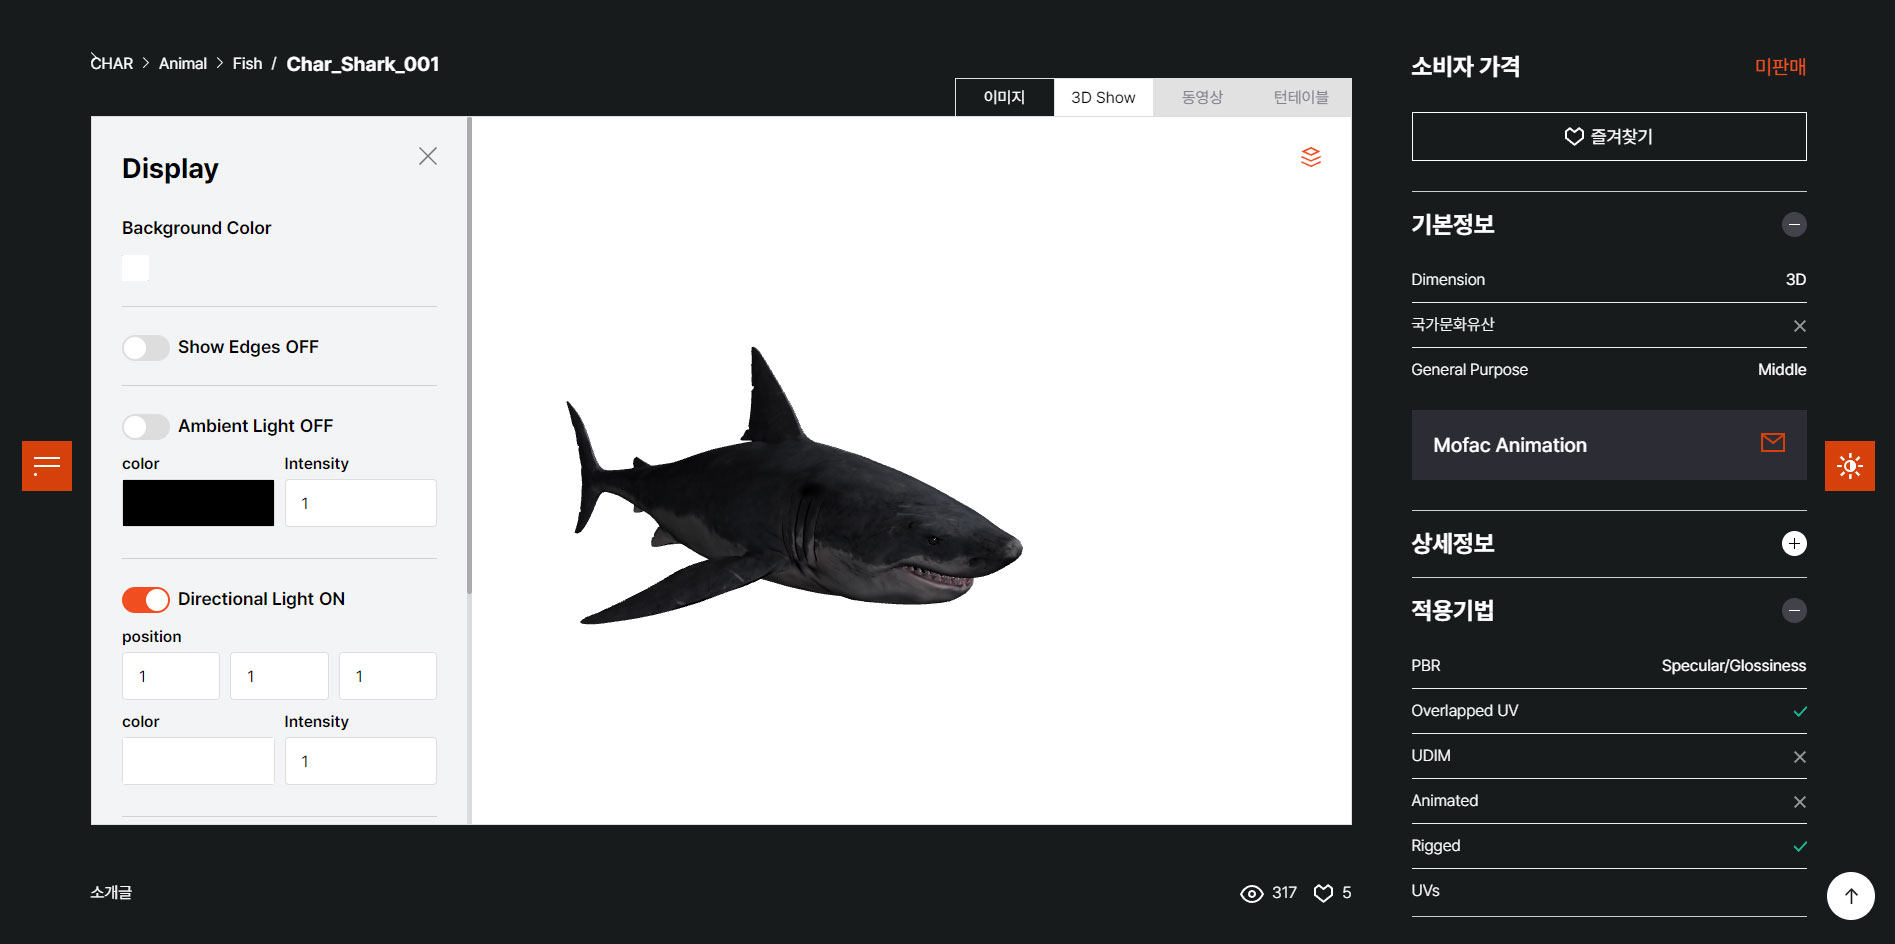 CHAR > Animal > Fish / Char_Shark_001
이미지
3D Show
동영상
턴테이블
Display
Background Color
Show Edges OFF
Ambient Light OFF
color
Intensity
1
Directional Light ON
position
1
1
1
color
Intensity
1
소개글
317
5
소비자 가격
미판매
즐겨찾기
기본정보
Dimension 3D
국가문화유산
General Purpose Middle
Mofac Animation
상세정보
적용기법
PBR Specular/Glossiness
Overlapped UV
UDIM
Animated
Rigged
UVs